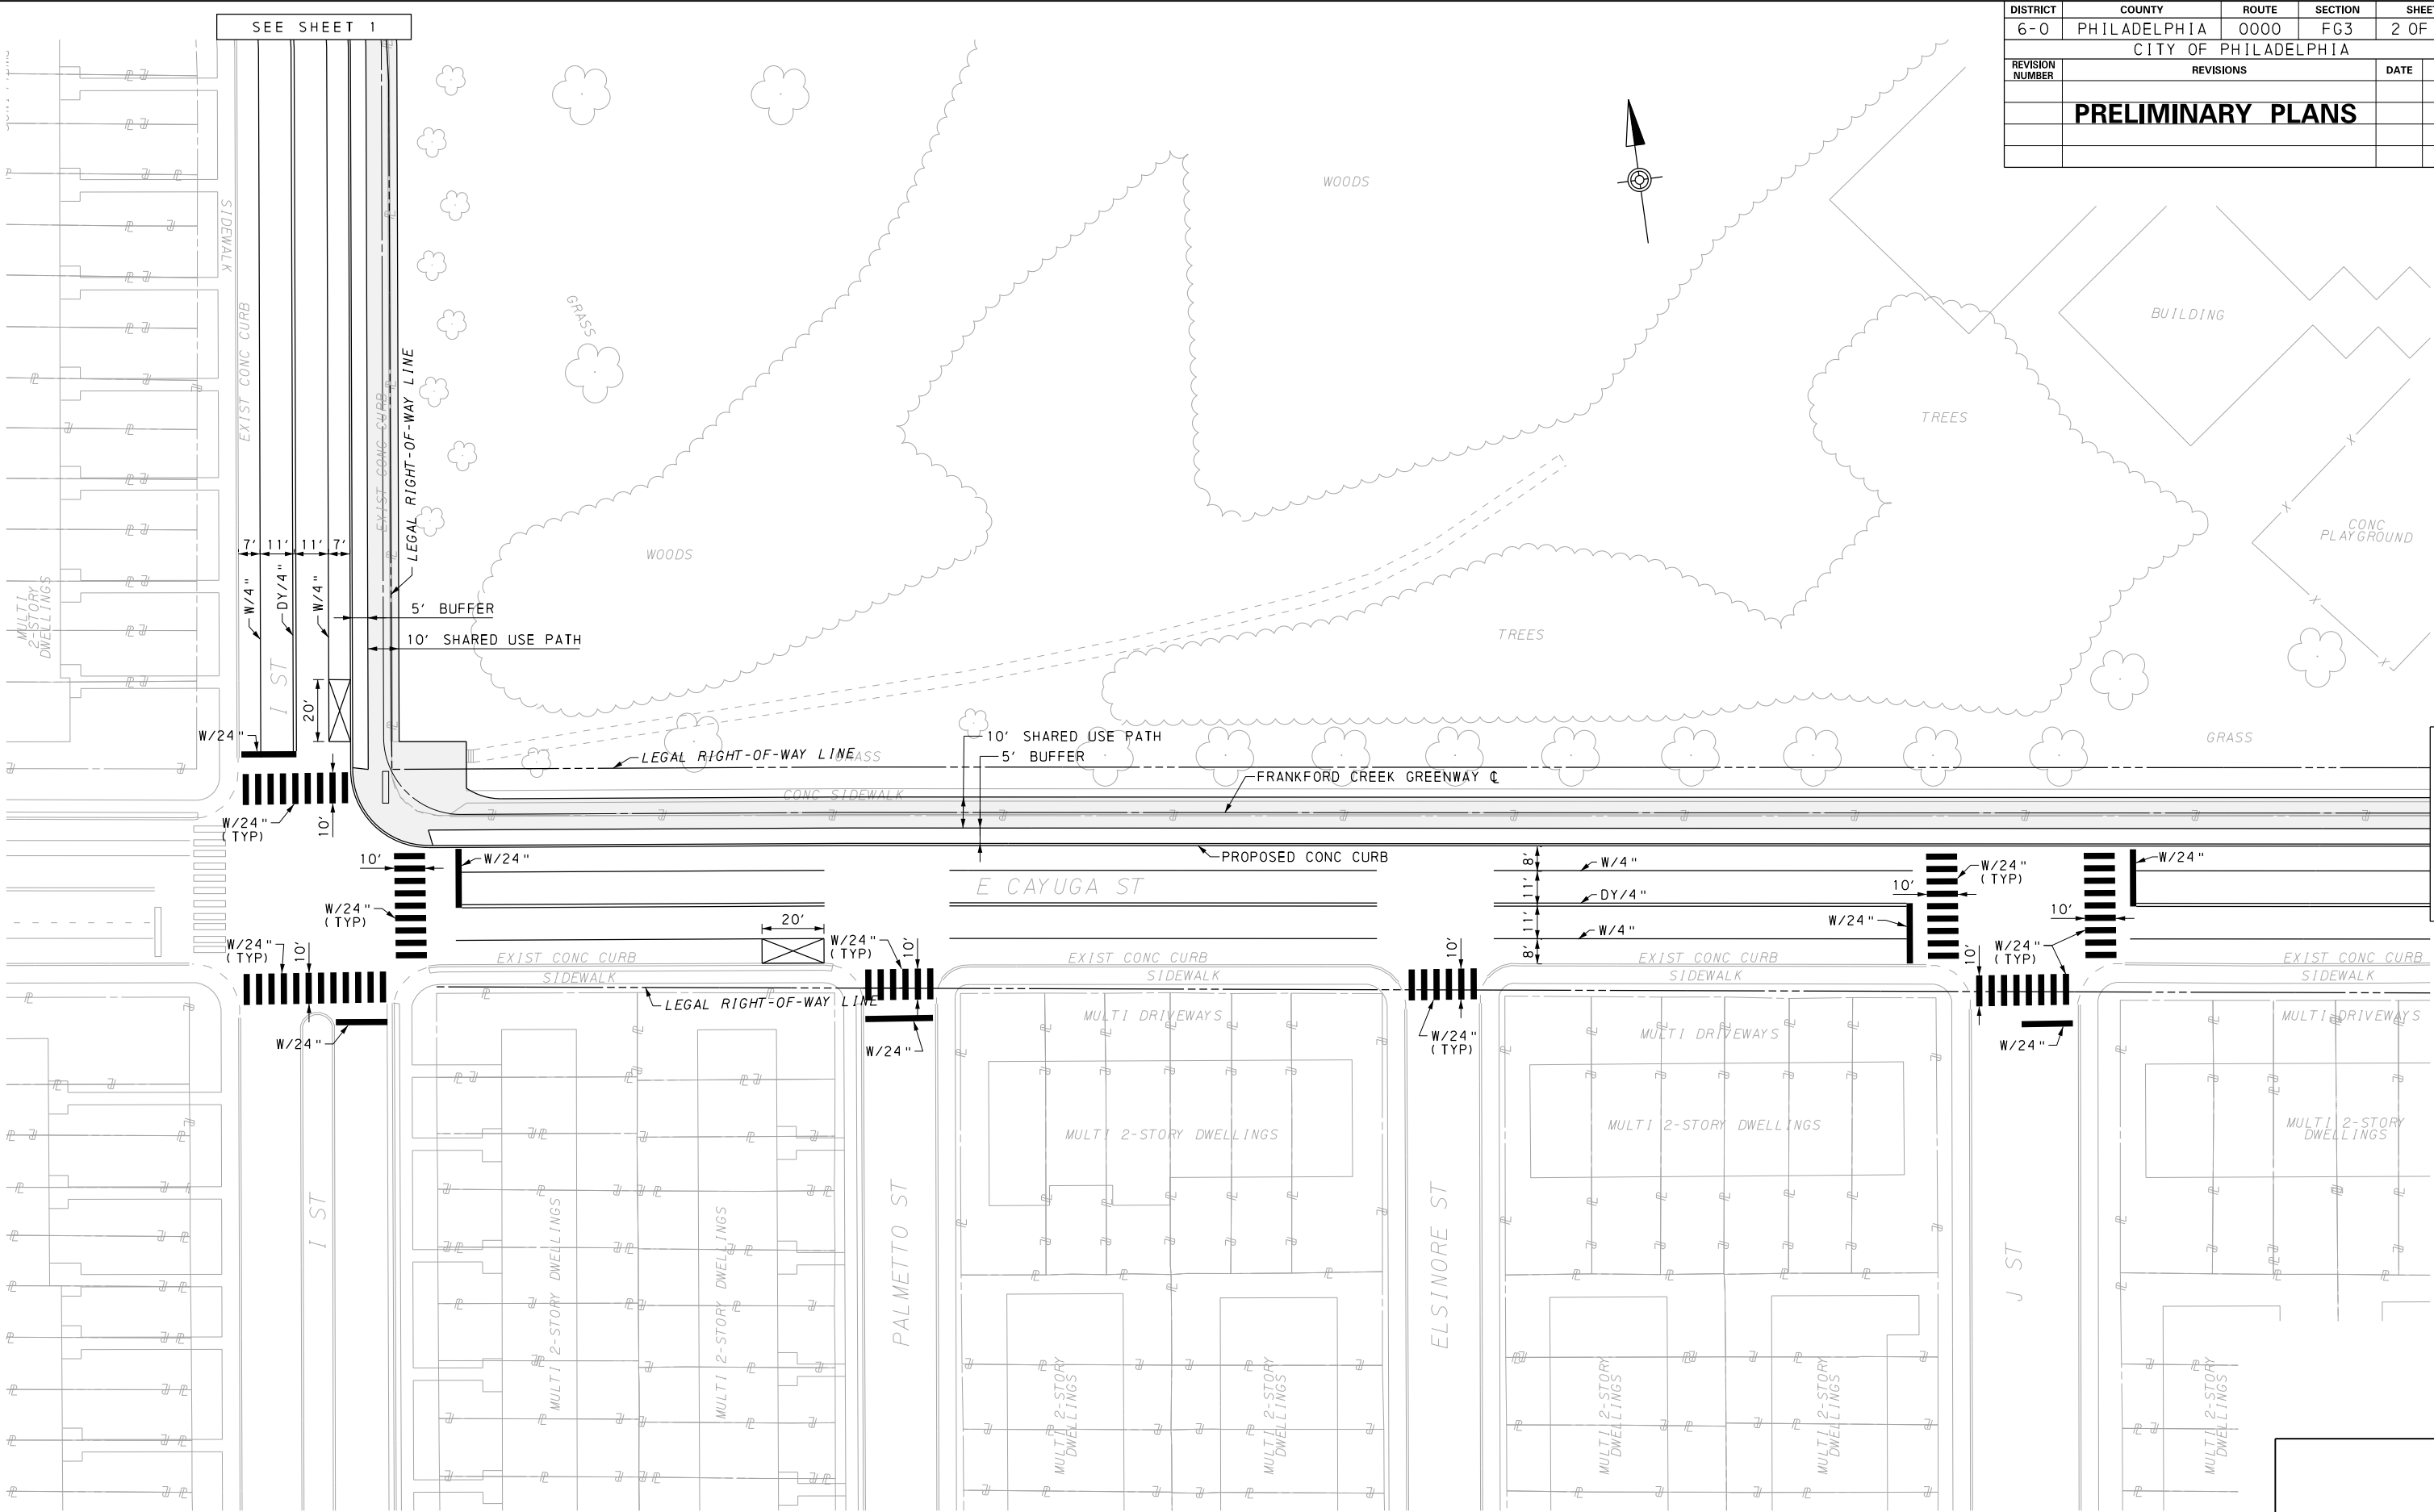 SEE SHEET 1
DISTRICT COUNTY ROUTE SECTION
6-0 PHILADELPHIA 0000 FG3 2 OF
CITY OF PHILADELPHIA
REVISION NUMBER REVISIONS DATE
PRELIMINARY PLANS
SIDEWALK
EXIST CONC CURB
EXIST CONC CURB
LEGAL RIGHT-OF-WAY LINE
GRASS
WOODS
WOODS
BUILDING
TREES
TREES
CONC
PLAYGROUND
MULTI
2-STORY
DWELLINGS
7' 11' 11' 7'
W/4"
DY/4"
W/4"
5' BUFFER
10' SHARED USE PATH
I ST
20'
W/24"
10' SHARED USE PATH
5' BUFFER
LEGAL RIGHT-OF-WAY LINE
GRASS
GRASS
FRANKFORD CREEK GREENWAY ℄
CONC SIDEWALK
W/24"
(TYP)
10'
PROPOSED CONC CURB
10'
W/24"
E CAYUGA ST
8'
11'
11'
8'
W/4"
DY/4"
W/4"
W/24"
(TYP)
10'
W/24"
10'
W/24"
W/24"
(TYP)
20'
W/24"
(TYP)
10'
W/24"
(TYP)
10'
10'
10'
W/24"
(TYP)
EXIST CONC CURB
SIDEWALK
EXIST CONC CURB
SIDEWALK
EXIST CONC CURB
SIDEWALK
EXIST CONC CURB
SIDEWALK
LEGAL RIGHT-OF-WAY LINE
W/24"
W/24"
W/24"
(TYP)
W/24"
MULTI DRIVEWAYS
MULTI DRIVEWAYS
MULTI DRIVEWAYS
MULTI 2-STORY DWELLINGS
MULTI 2-STORY DWELLINGS
MULTI 2-STORY
DWELLINGS
I ST
MULTI 2-STORY DWELLINGS
MULTI 2-STORY DWELLINGS
PALMETTO ST
ELSINORE ST
J ST
MULTI 2-STORY
DWELLINGS
MULTI 2-STORY
DWELLINGS
MULTI 2-STORY
DWELLINGS
MULTI 2-STORY
DWELLINGS
MULTI 2-STORY
DWELLINGS